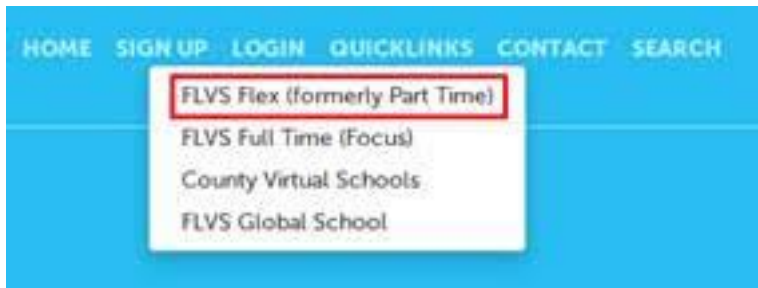 HOME SIGN UP LOGIN QUICKLINKS CONTACT SEARCH
FLVS Flex (formerly Part Time)
FLVS Full Time (Focus)
County Virtual Schools
FLVS Global School